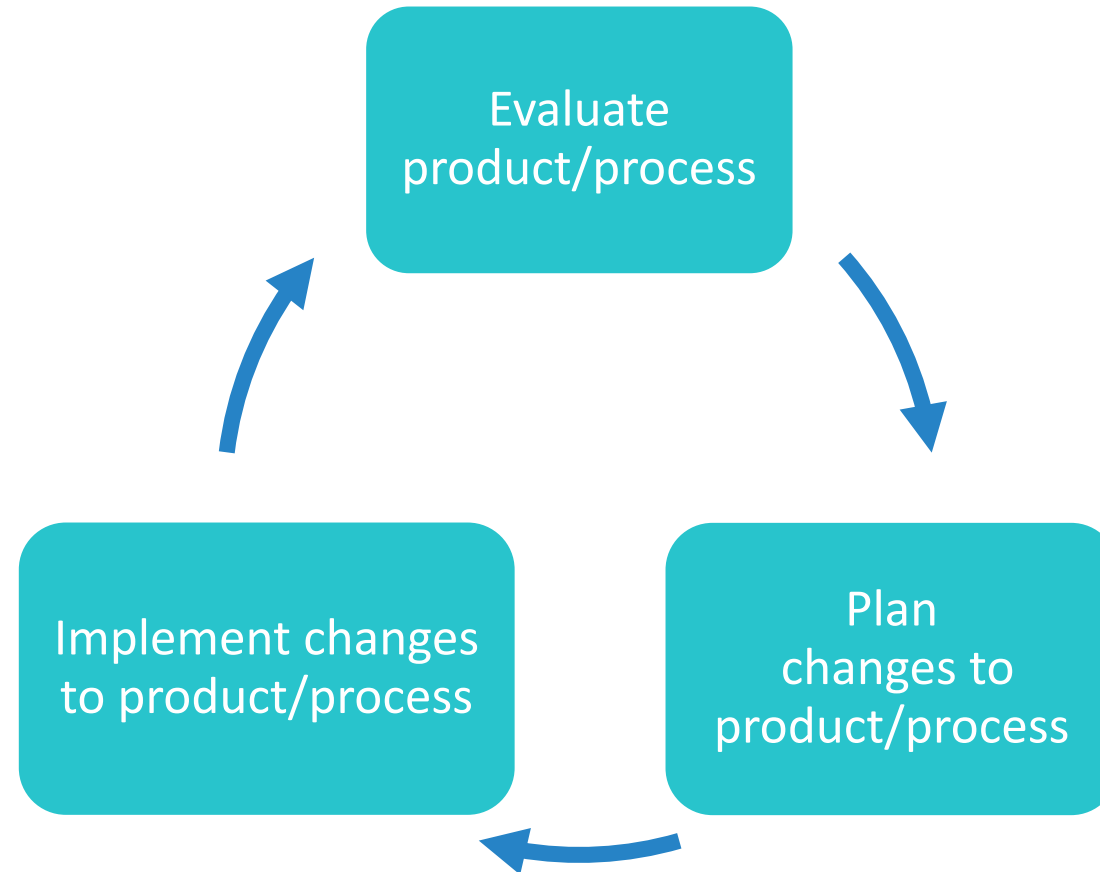 Evaluate
product/process
Plan
changes to
product/process
Implement changes
to product/process